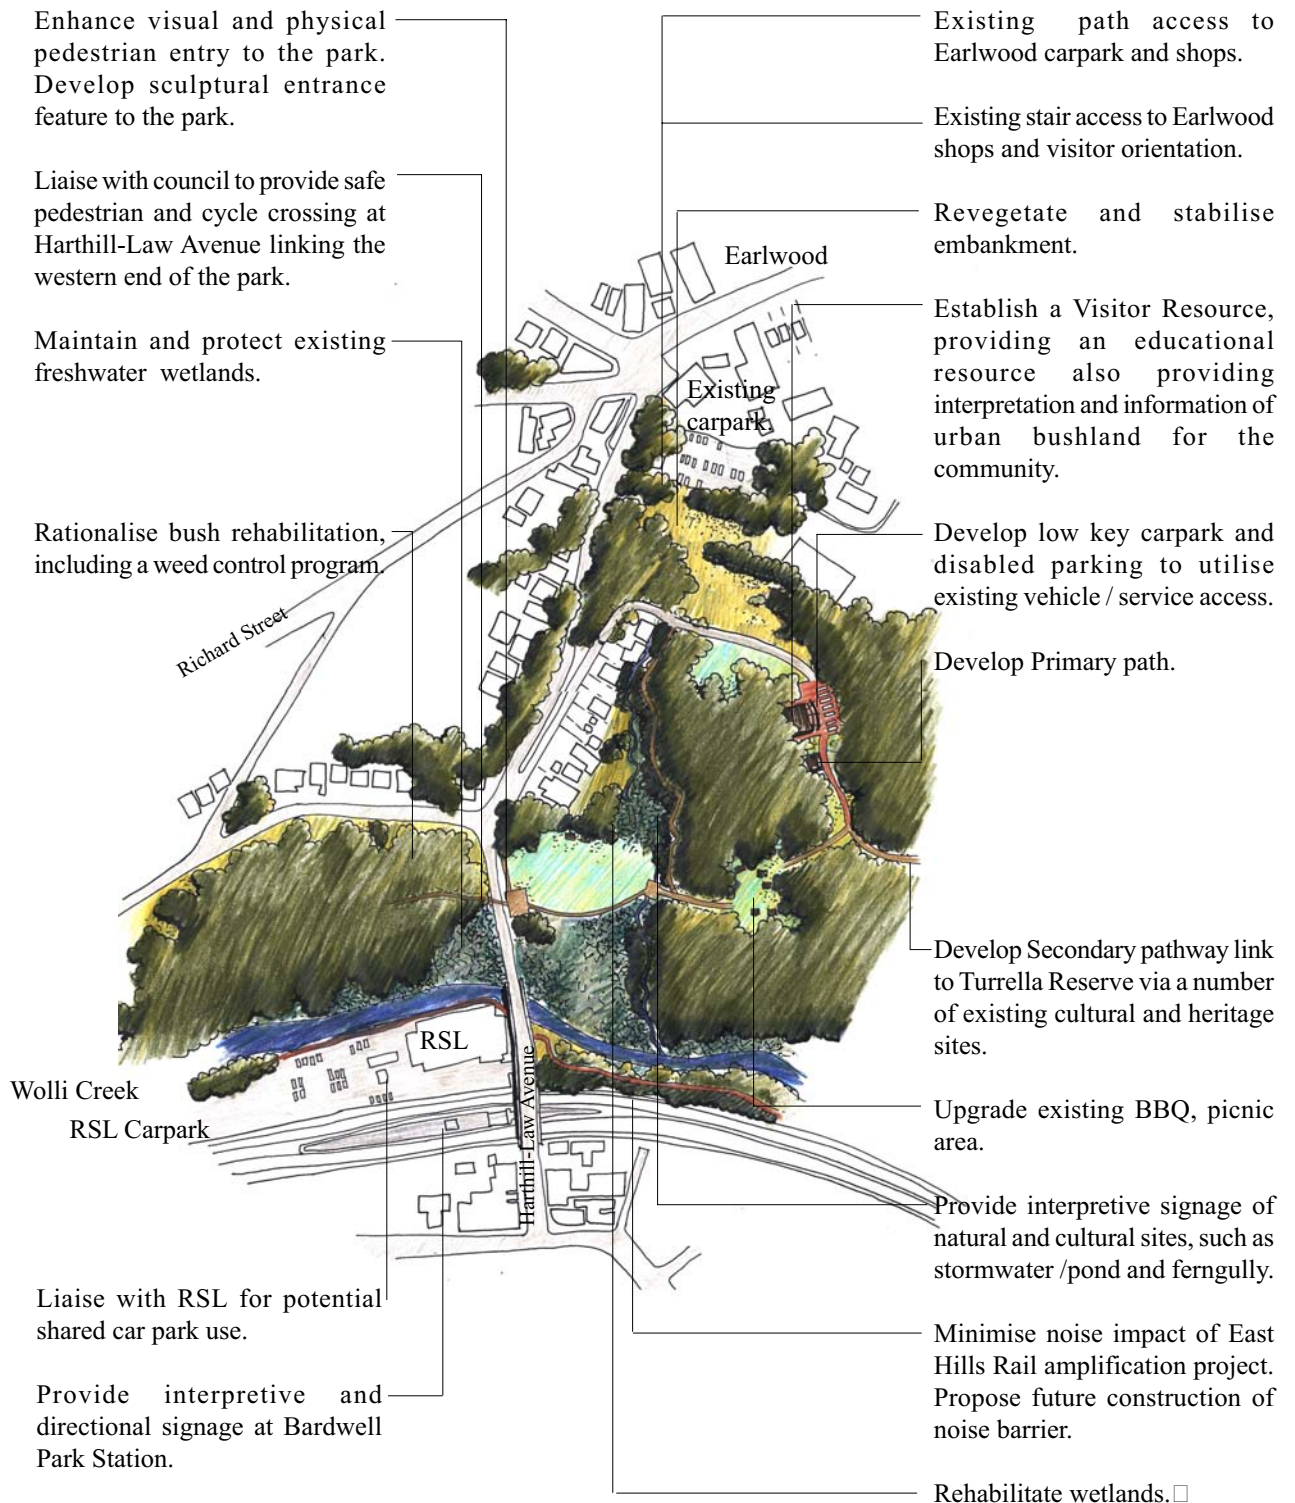 Enhance visual and physical
pedestrian entry to the park.
Develop sculptural entrance
feature to the park.
Liaise with council to provide safe
pedestrian and cycle crossing at
Harthill-Law Avenue linking the
western end of the park.
Maintain and protect existing
freshwater wetlands.
Rationalise bush rehabilitation,
including a weed control program.
Richard Street
Earlwood
Existing
carpark.
RSL
Harthill-Law Avenue
Wolli Creek
RSL Carpark
Liaise with RSL for potential
shared car park use.
Provide interpretive and
directional signage at Bardwell
Park Station.
Existing path access to
Earlwood carpark and shops.
Existing stair access to Earlwood
shops and visitor orientation.
Revegetate and stabilise
embankment.
Establish a Visitor Resource,
providing an educational
resource also providing
interpretation and information of
urban bushland for the
community.
Develop low key carpark and
disabled parking to utilise
existing vehicle / service access.
Develop Primary path.
Develop Secondary pathway link
to Turrella Reserve via a number
of existing cultural and heritage
sites.
Upgrade existing BBQ, picnic
area.
Provide interpretive signage of
natural and cultural sites, such as
stormwater /pond and ferngully.
Minimise noise impact of East
Hills Rail amplification project.
Propose future construction of
noise barrier.
Rehabilitate wetlands.□